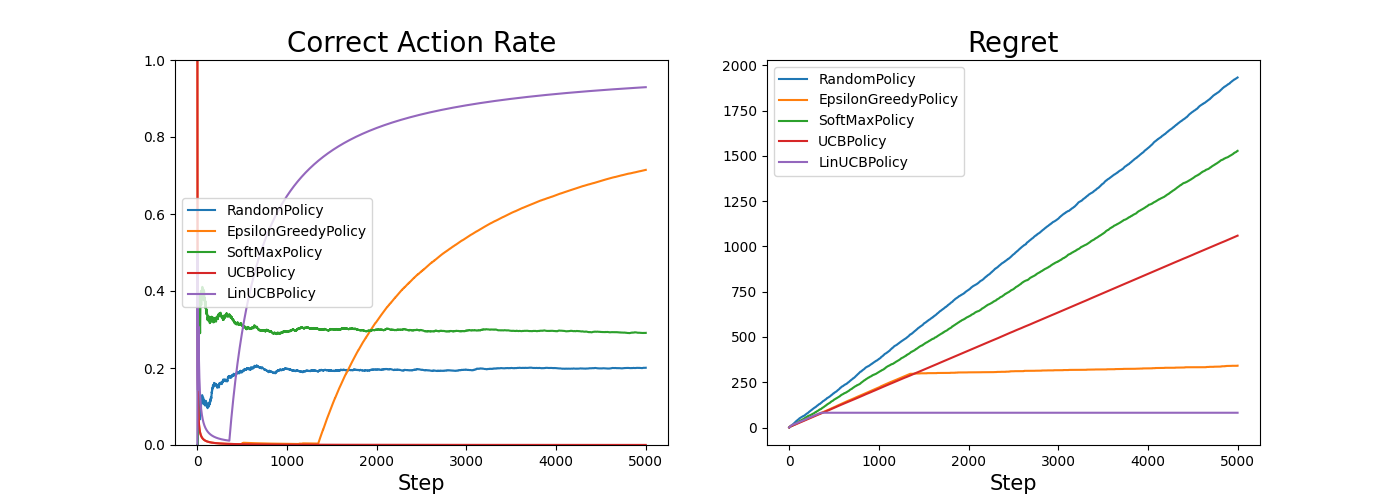 Correct Action Rate
1.0
0.8
0.6
0.4
0.2
0.0
RandomPolicy
EpsilonGreedyPolicy
SoftMaxPolicy
UCBPolicy
LinUCBPolicy
0 1000 2000 3000 4000 5000
Step
Regret
2000
1750
1500
1250
1000
750
500
250
0
RandomPolicy
EpsilonGreedyPolicy
SoftMaxPolicy
UCBPolicy
LinUCBPolicy
0 1000 2000 3000 4000 5000
Step